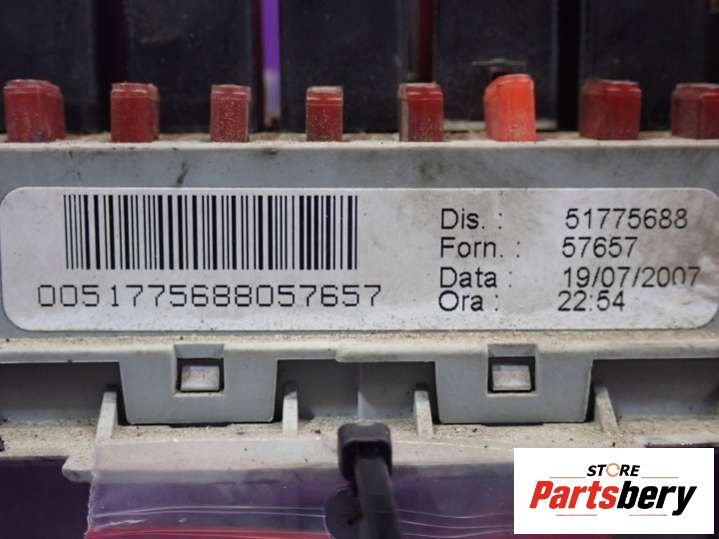 Dis. : 51775688
Forn. : 57657
Data : 19/07/2007
Ora : 22:54
0051775688057657
STORE
Partsbery